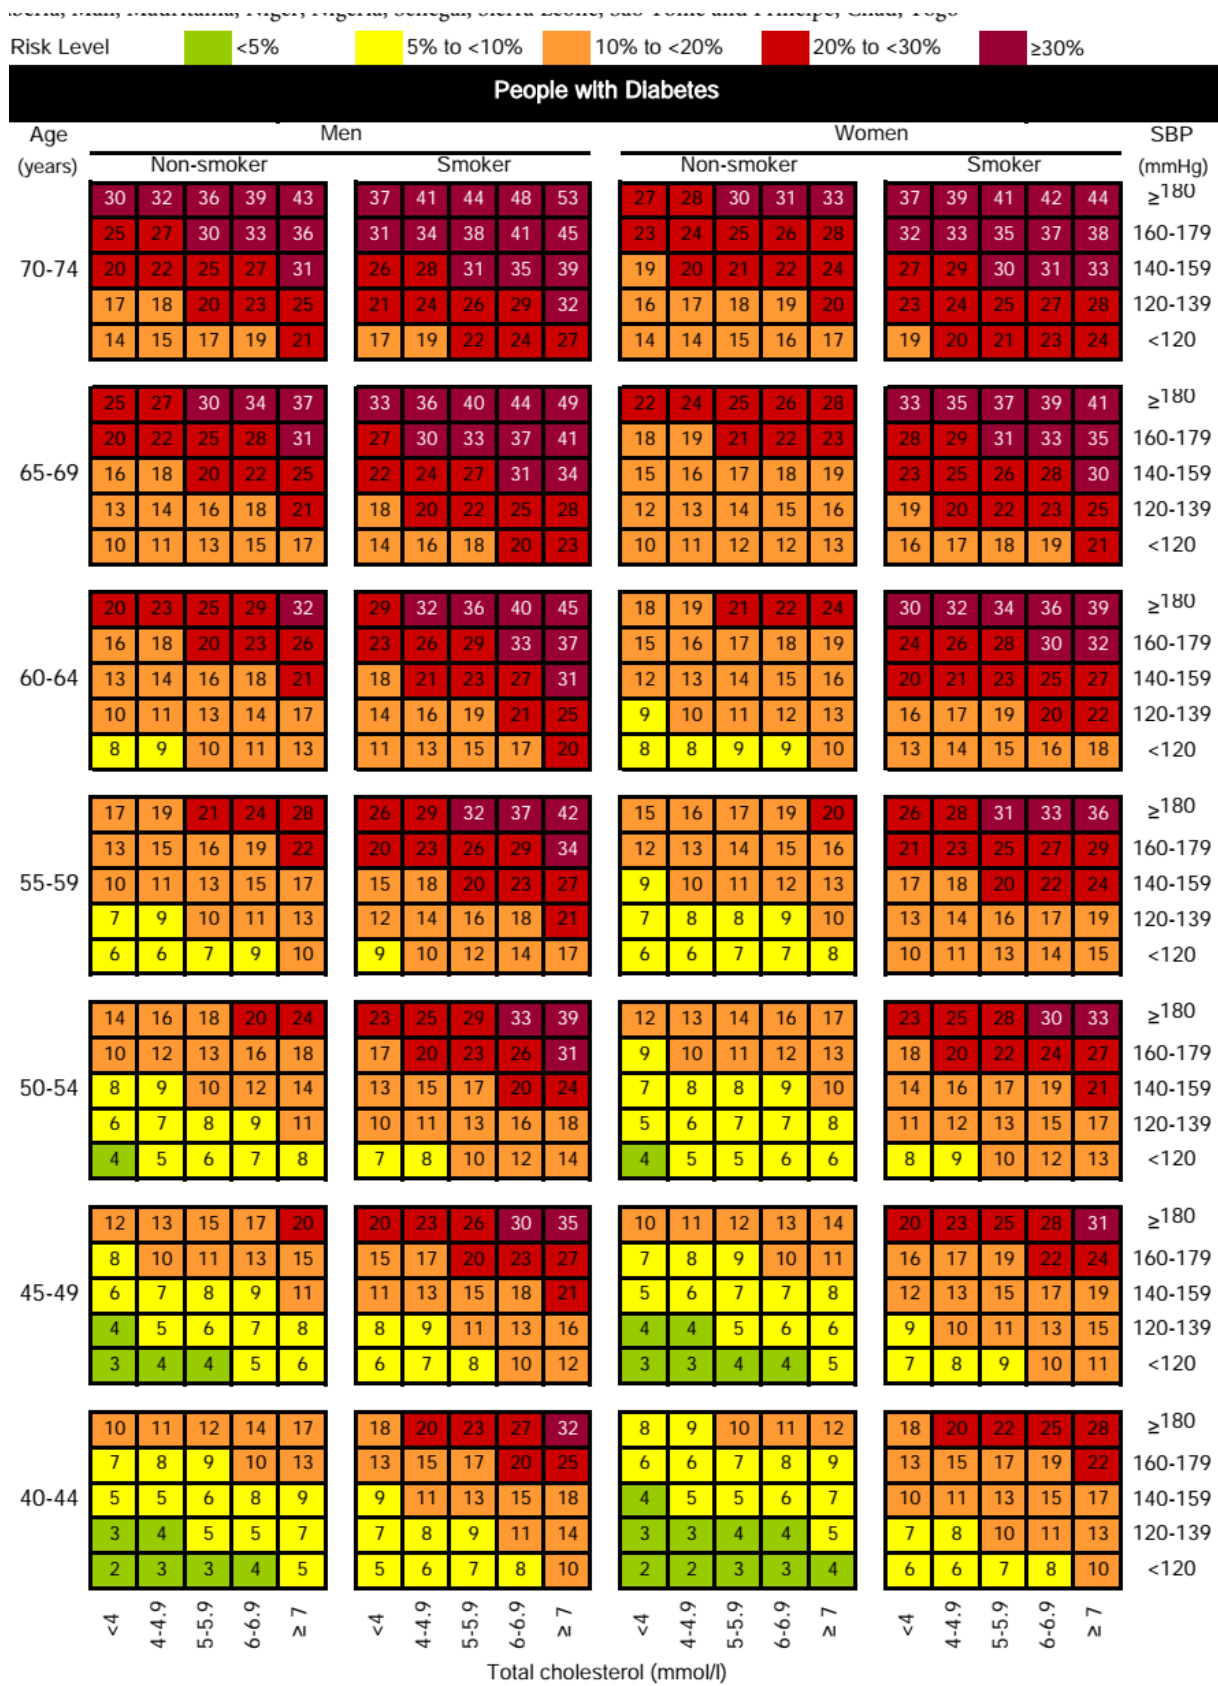 Liberia, Mali, Mauritania, Niger, Nigeria, Senegal, Sierra Leone, Sao Tome and Principe, Chad, Togo
Risk Level <5% 5% to <10% 10% to <20% 20% to <30% ≥30%
People with Diabetes
Age Men Women SBP
(years) Non-smoker Smoker Non-smoker Smoker (mmHg)
30 32 36 39 43 37 41 44 48 53 27 28 30 31 33 37 39 41 42 44 ≥180
25 27 30 33 36 31 34 38 41 45 23 24 25 26 28 32 33 35 37 38 160-179
70-74 20 22 25 27 31 26 28 31 35 39 19 20 21 22 24 27 29 30 31 33 140-159
17 18 20 23 25 21 24 26 29 32 16 17 18 19 20 23 24 25 27 28 120-139
14 15 17 19 21 17 19 22 24 27 14 14 15 16 17 19 20 21 23 24 <120
25 27 30 34 37 33 36 40 44 49 22 24 25 26 28 33 35 37 39 41 ≥180
20 22 25 28 31 27 30 33 37 41 18 19 21 22 23 28 29 31 33 35 160-179
65-69 16 18 20 22 25 22 24 27 31 34 15 16 17 18 19 23 25 26 28 30 140-159
13 14 16 18 21 18 20 22 25 28 12 13 14 15 16 19 20 22 23 25 120-139
10 11 13 15 17 14 16 18 20 23 10 11 12 12 13 16 17 18 19 21 <120
20 23 25 29 32 29 32 36 40 45 18 19 21 22 24 30 32 34 36 39 ≥180
16 18 20 23 26 23 26 29 33 37 15 16 17 18 19 24 26 28 30 32 160-179
60-64 13 14 16 18 21 18 21 23 27 31 12 13 14 15 16 20 21 23 25 27 140-159
10 11 13 14 17 14 16 19 21 25 9 10 11 12 13 16 17 19 20 22 120-139
8 9 10 11 13 11 13 15 17 20 8 8 9 9 10 13 14 15 16 18 <120
17 19 21 24 28 26 29 32 37 42 15 16 17 19 20 26 28 31 33 36 ≥180
13 15 16 19 22 20 23 26 29 34 12 13 14 15 16 21 23 25 27 29 160-179
55-59 10 11 13 15 17 15 18 20 23 27 9 10 11 12 13 17 18 20 22 24 140-159
7 9 10 11 13 12 14 16 18 21 7 8 8 9 10 13 14 16 17 19 120-139
6 6 7 9 10 9 10 12 14 17 6 6 7 7 8 10 11 13 14 15 <120
14 16 18 20 24 23 25 29 33 39 12 13 14 16 17 23 25 28 30 33 ≥180
10 12 13 16 18 17 20 23 26 31 9 10 11 12 13 18 20 22 24 27 160-179
50-54 8 9 10 12 14 13 15 17 20 24 7 8 8 9 10 14 16 17 19 21 140-159
6 7 8 9 11 10 11 13 16 18 5 6 7 7 8 11 12 13 15 17 120-139
4 5 6 7 8 7 8 10 12 14 4 5 5 6 6 8 9 10 12 13 <120
12 13 15 17 20 20 23 26 30 35 10 11 12 13 14 20 23 25 28 31 ≥180
8 10 11 13 15 15 17 20 23 27 7 8 9 10 11 16 17 19 22 24 160-179
45-49 6 7 8 9 11 11 13 15 18 21 5 6 7 7 8 12 13 15 17 19 140-159
4 5 6 7 8 8 9 11 13 16 4 4 5 6 6 9 10 11 13 15 120-139
3 4 4 5 6 6 7 8 10 12 3 3 4 4 5 7 8 9 10 11 <120
10 11 12 14 17 18 20 23 27 32 8 9 10 11 12 18 20 22 25 28 ≥180
7 8 9 10 13 13 15 17 20 25 6 6 7 8 9 13 15 17 19 22 160-179
40-44 5 5 6 8 9 9 11 13 15 18 4 5 5 6 7 10 11 13 15 17 140-159
3 4 5 5 7 7 8 9 11 14 3 3 4 4 5 7 8 10 11 13 120-139
2 3 3 4 5 5 6 7 8 10 2 2 3 3 4 6 6 7 8 10 <120
<4 4-4.9 5-5.9 6-6.9 ≥ 7 <4 4-4.9 5-5.9 6-6.9 ≥ 7 <4 4-4.9 5-5.9 6-6.9 ≥ 7 <4 4-4.9 5-5.9 6-6.9 ≥ 7
Total cholesterol (mmol/l)